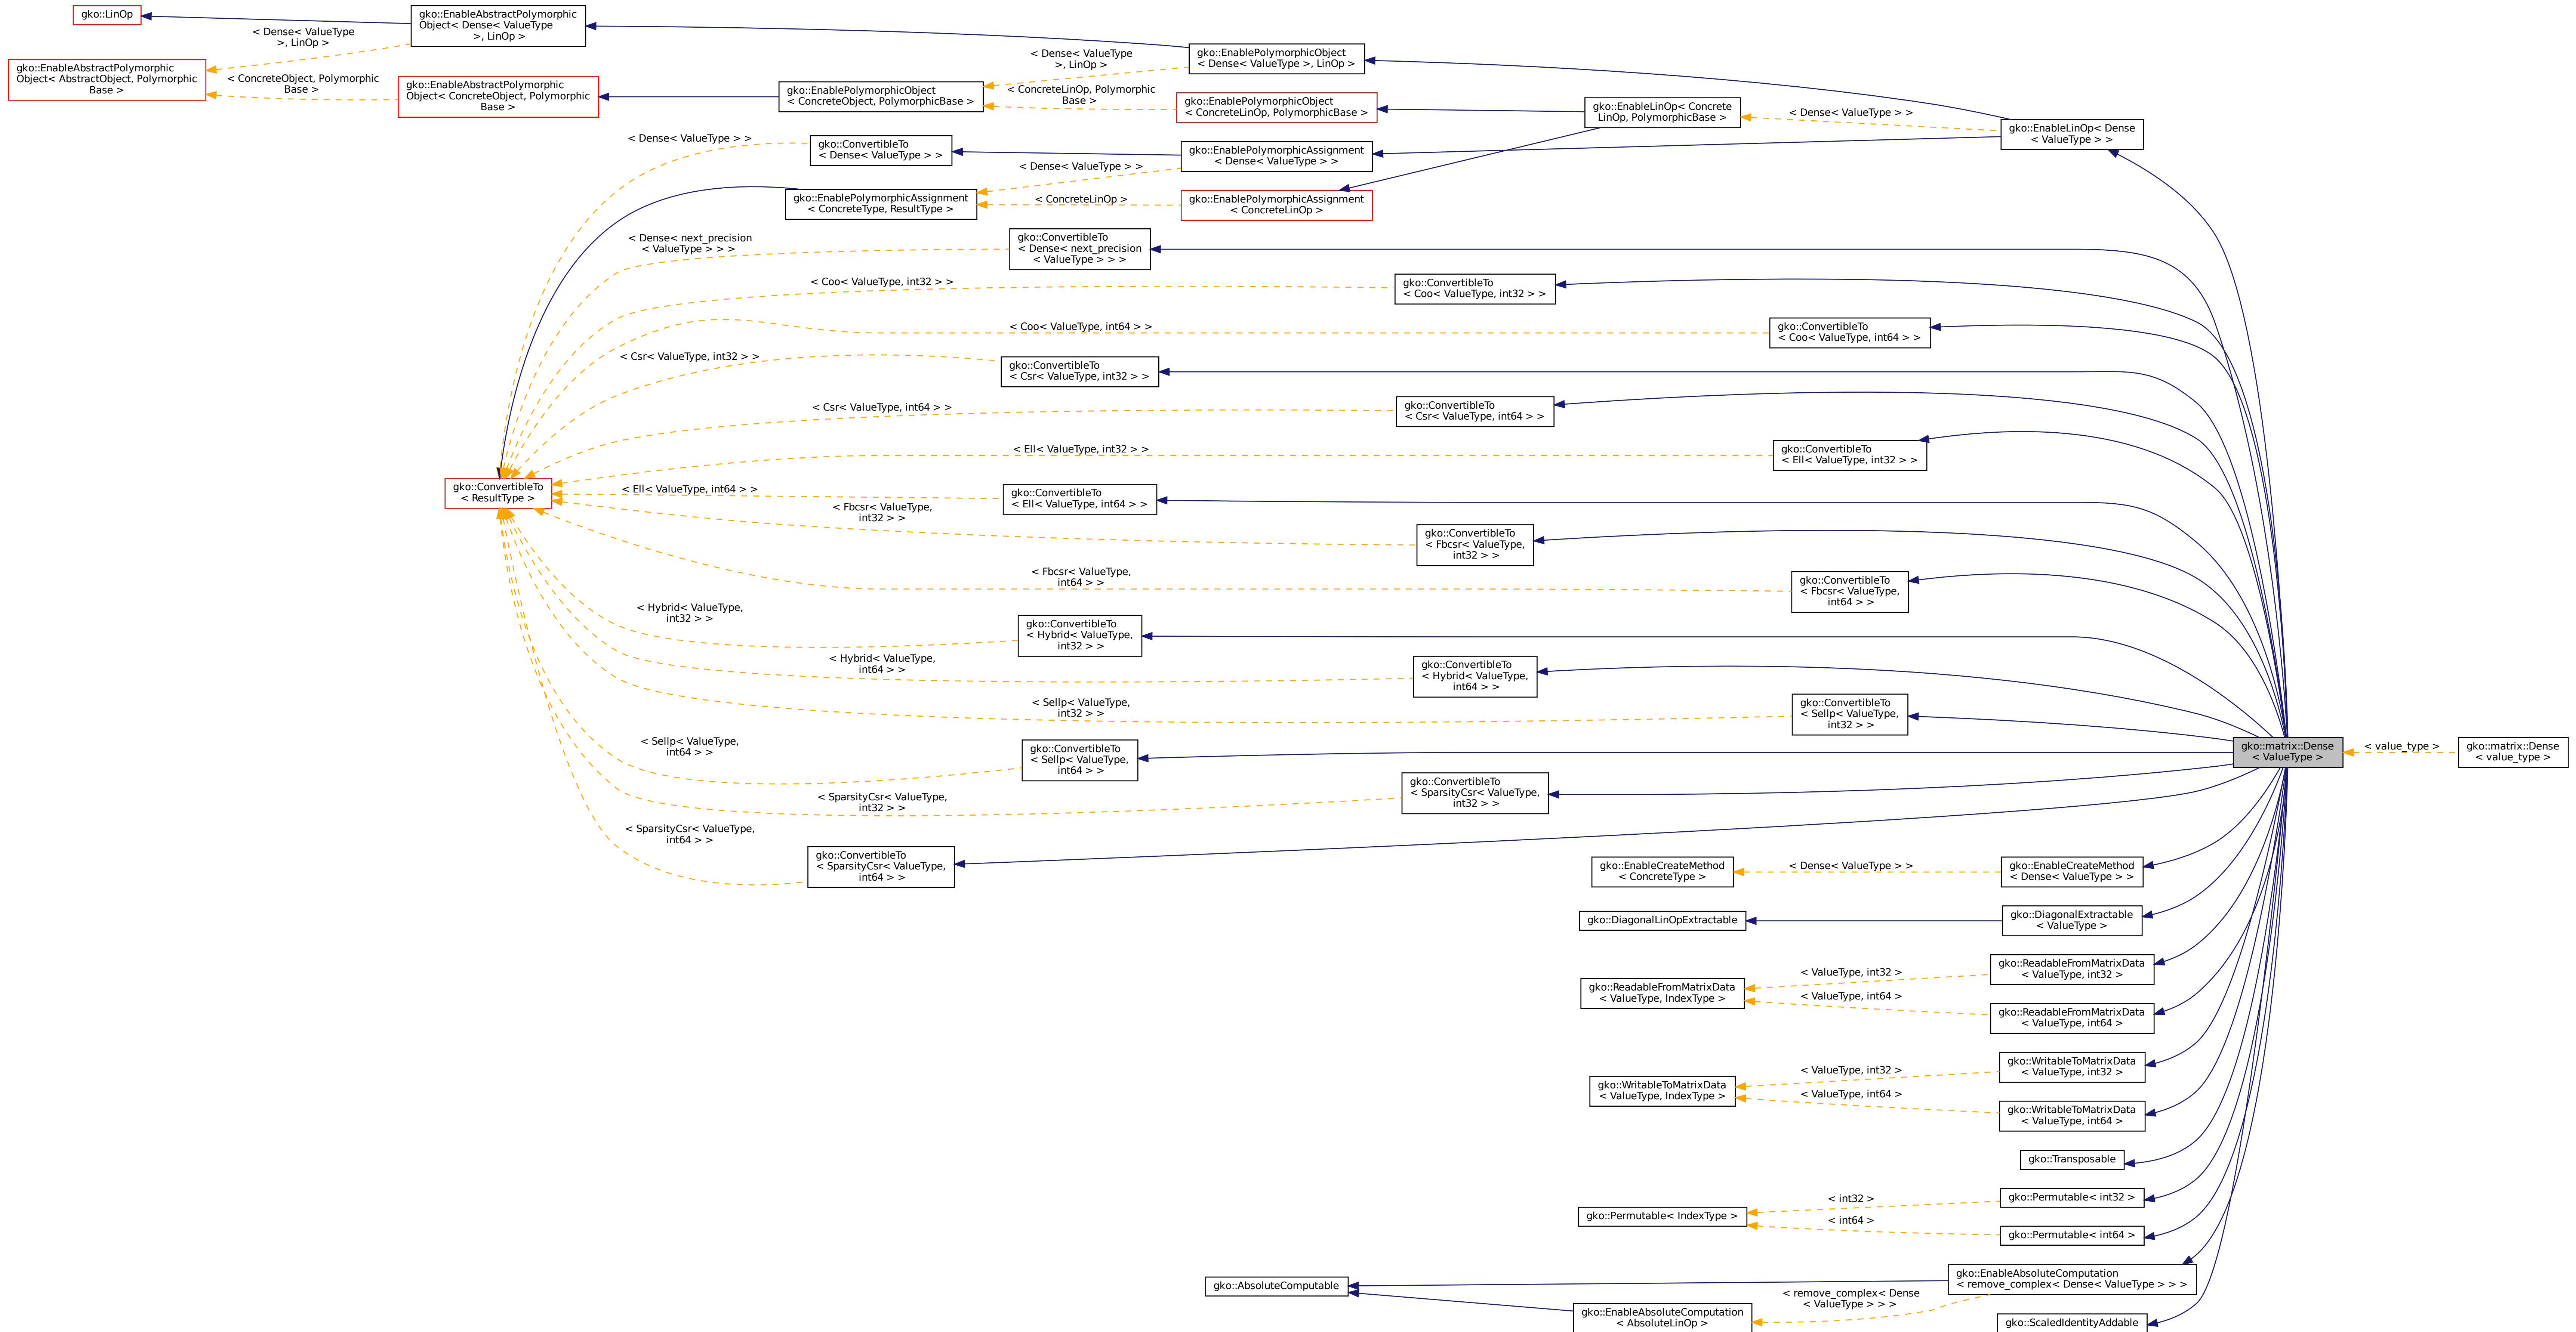 gko::LinOp
gko::EnableAbstractPolymorphic
Object< Dense< ValueType
>, LinOp >
< Dense< ValueType
>, LinOp >
gko::EnableAbstractPolymorphic
Object< AbstractObject, Polymorphic
Base >
< ConcreteObject, Polymorphic
Base >
gko::EnableAbstractPolymorphic
Object< ConcreteObject, Polymorphic
Base >
gko::EnablePolymorphicObject
< ConcreteObject, PolymorphicBase >
< Dense< ValueType
>, LinOp >
< ConcreteLinOp, Polymorphic
Base >
gko::EnablePolymorphicObject
< Dense< ValueType >, LinOp >
gko::EnablePolymorphicObject
< ConcreteLinOp, PolymorphicBase >
gko::EnableLinOp< Concrete
LinOp, PolymorphicBase >
< Dense< ValueType > >
gko::EnableLinOp< Dense
< ValueType > >
< Dense< ValueType > >
gko::ConvertibleTo
< Dense< ValueType > >
gko::EnablePolymorphicAssignment
< Dense< ValueType > >
< Dense< ValueType > >
gko::EnablePolymorphicAssignment
< ConcreteType, ResultType >
< ConcreteLinOp >
gko::EnablePolymorphicAssignment
< ConcreteLinOp >
< Dense< next_precision
< ValueType > > >
gko::ConvertibleTo
< Dense< next_precision
< ValueType > > >
< Coo< ValueType, int32 > >
gko::ConvertibleTo
< Coo< ValueType, int32 > >
< Coo< ValueType, int64 > >
gko::ConvertibleTo
< Coo< ValueType, int64 > >
< Csr< ValueType, int32 > >
gko::ConvertibleTo
< Csr< ValueType, int32 > >
< Csr< ValueType, int64 > >
gko::ConvertibleTo
< Csr< ValueType, int64 > >
< Ell< ValueType, int32 > >
gko::ConvertibleTo
< Ell< ValueType, int32 > >
gko::ConvertibleTo
< ResultType >
< Ell< ValueType, int64 > >
gko::ConvertibleTo
< Ell< ValueType, int64 > >
< Fbcsr< ValueType,
int32 > >
gko::ConvertibleTo
< Fbcsr< ValueType,
int32 > >
< Fbcsr< ValueType,
int64 > >
gko::ConvertibleTo
< Fbcsr< ValueType,
int64 > >
< Hybrid< ValueType,
int32 > >
gko::ConvertibleTo
< Hybrid< ValueType,
int32 > >
< Hybrid< ValueType,
int64 > >
gko::ConvertibleTo
< Hybrid< ValueType,
int64 > >
< Sellp< ValueType,
int32 > >
gko::ConvertibleTo
< Sellp< ValueType,
int32 > >
< Sellp< ValueType,
int64 > >
gko::ConvertibleTo
< Sellp< ValueType,
int64 > >
gko::matrix::Dense
< ValueType >
< value_type >
gko::matrix::Dense
< value_type >
< SparsityCsr< ValueType,
int32 > >
gko::ConvertibleTo
< SparsityCsr< ValueType,
int32 > >
< SparsityCsr< ValueType,
int64 > >
gko::ConvertibleTo
< SparsityCsr< ValueType,
int64 > >
gko::EnableCreateMethod
< ConcreteType >
< Dense< ValueType > >
gko::EnableCreateMethod
< Dense< ValueType > >
gko::DiagonalLinOpExtractable
gko::DiagonalExtractable
< ValueType >
gko::ReadableFromMatrixData
< ValueType, IndexType >
< ValueType, int32 >
gko::ReadableFromMatrixData
< ValueType, int32 >
< ValueType, int64 >
gko::ReadableFromMatrixData
< ValueType, int64 >
gko::WritableToMatrixData
< ValueType, IndexType >
< ValueType, int32 >
gko::WritableToMatrixData
< ValueType, int32 >
< ValueType, int64 >
gko::WritableToMatrixData
< ValueType, int64 >
gko::Transposable
gko::Permutable< IndexType >
< int32 >
gko::Permutable< int32 >
< int64 >
gko::Permutable< int64 >
gko::AbsoluteComputable
gko::EnableAbsoluteComputation
< remove_complex< Dense< ValueType > > >
< remove_complex< Dense
< ValueType > > >
gko::EnableAbsoluteComputation
< AbsoluteLinOp >
gko::ScaledIdentityAddable